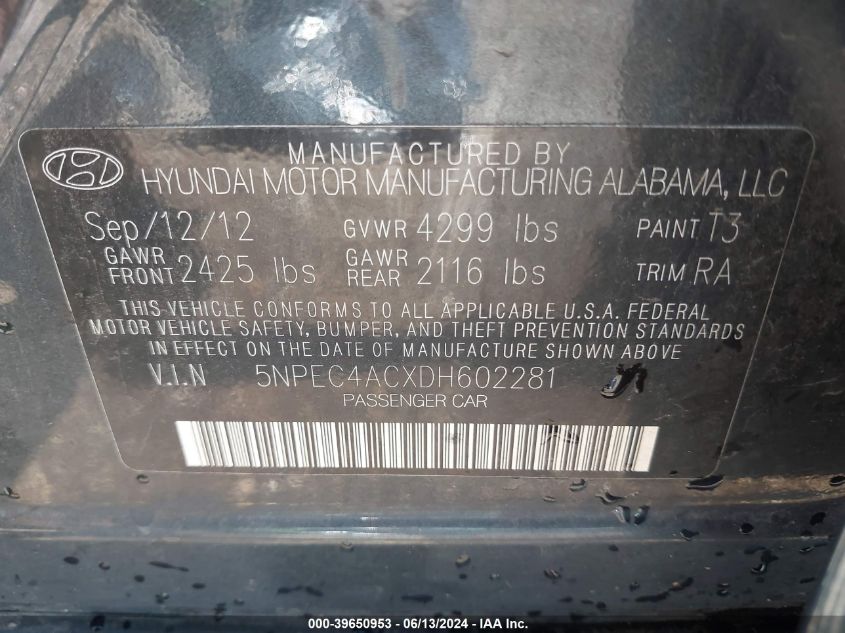 MANUFACTURED BY
HYUNDAI MOTOR MANUFACTURING ALABAMA, LLC
Sep/12/12 GVWR 4299 lbs PAINT T3
GAWR FRONT 2425 lbs GAWR REAR 2116 lbs TRIM RA
THIS VEHICLE CONFORMS TO ALL APPLICABLE U.S.A. FEDERAL
MOTOR VEHICLE SAFETY, BUMPER, AND THEFT PREVENTION STANDARDS
IN EFFECT ON THE DATE OF MANUFACTURE SHOWN ABOVE
V.I.N 5NPEC4ACXDH602281
PASSENGER CAR
000-39650953 - 06/13/2024 - IAA Inc.